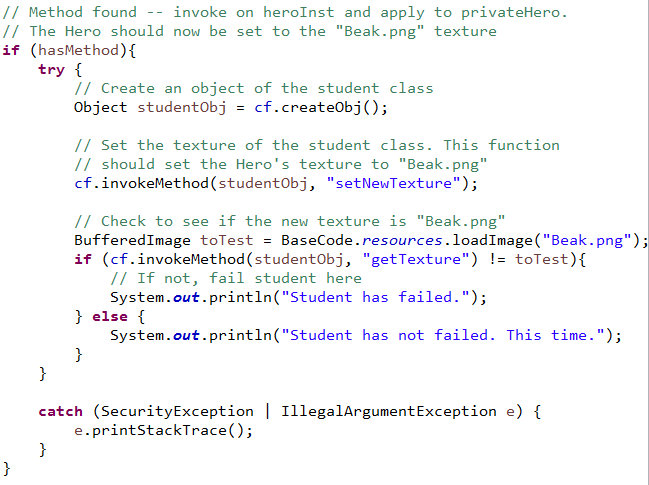 // Method found -- invoke on heroInst and apply to privateHero.
// The Hero should now be set to the "Beak.png" texture
if (hasMethod){
    try {
        // Create an object of the student class
        Object studentObj = cf.createObj();

        // Set the texture of the student class. This function
        // should set the Hero's texture to "Beak.png"
        cf.invokeMethod(studentObj, "setNewTexture");

        // Check to see if the new texture is "Beak.png"
        BufferedImage toTest = BaseCode.resources.loadImage("Beak.png");
        if (cf.invokeMethod(studentObj, "getTexture") != toTest){
            // If not, fail student here
            System.out.println("Student has failed.");
        } else {
            System.out.println("Student has not failed. This time.");
        }
    }

    catch (SecurityException | IllegalArgumentException e) {
        e.printStackTrace();
    }
}